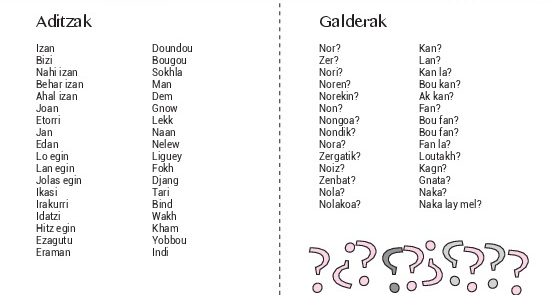 Aditzak
Izan Doundou
Bizi Bougou
Nahi izan Sokhla
Behar izan Man
Ahal izan Dem
Joan Gnow
Etorri Lekk
Jan Naan
Edan Nelew
Lo egin Liguey
Lan egin Fokh
Jolas egin Djang
Ikasi Tari
Irakurri Bind
Idatzi Wakh
Hitz egin Kham
Ezagutu Yobbou
Eraman Indi
Galderak
Nor? Kan?
Zer? Lan?
Nori? Kan la?
Noren? Bou kan?
Norekin? Ak kan?
Non? Fan?
Nongoa? Bou fan?
Nondik? Bou fan?
Nora? Fan la?
Zergatik? Loutakh?
Noiz? Kagn?
Zenbat? Gnata?
Nola? Naka?
Nolakoa? Naka lay mel?